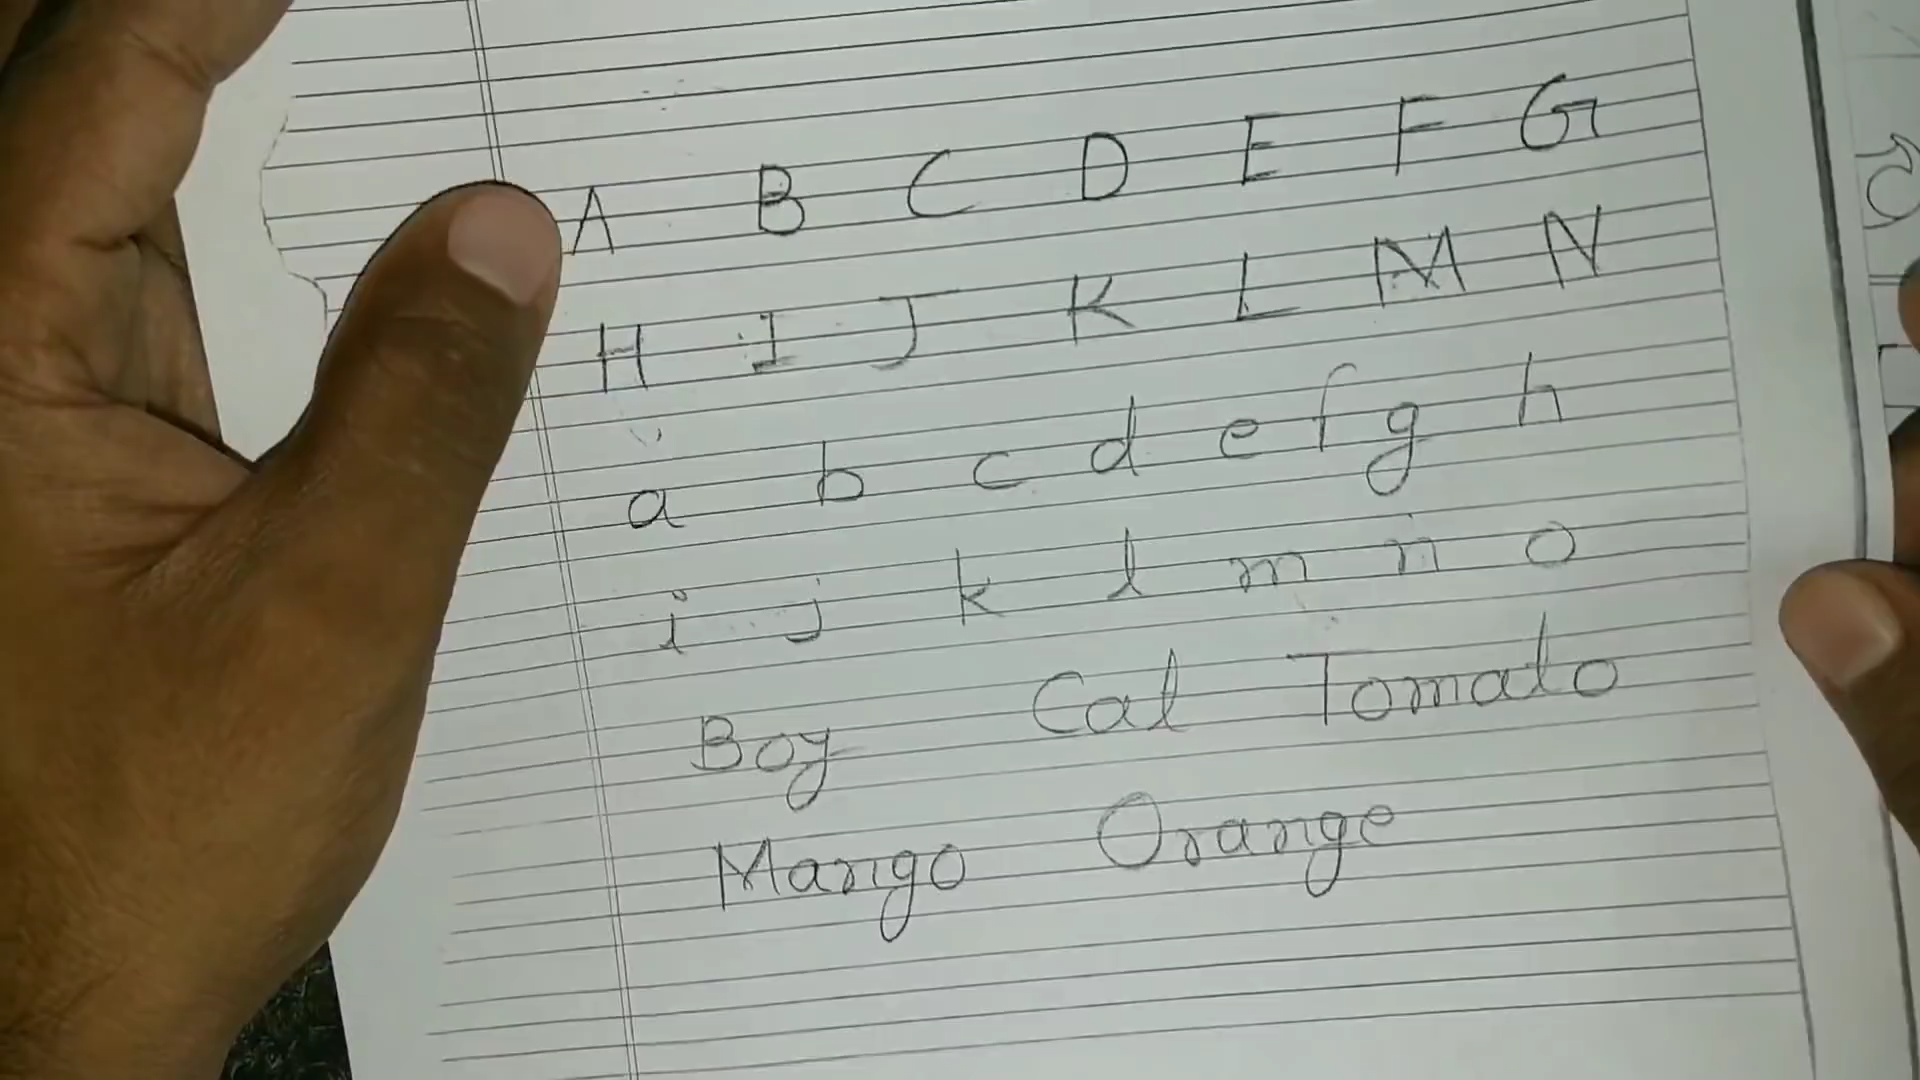 A B C D E F G
H I J K L M N
a b c d e f g h
i j k l m n o
Boy Cat Tomato
Mango Orange